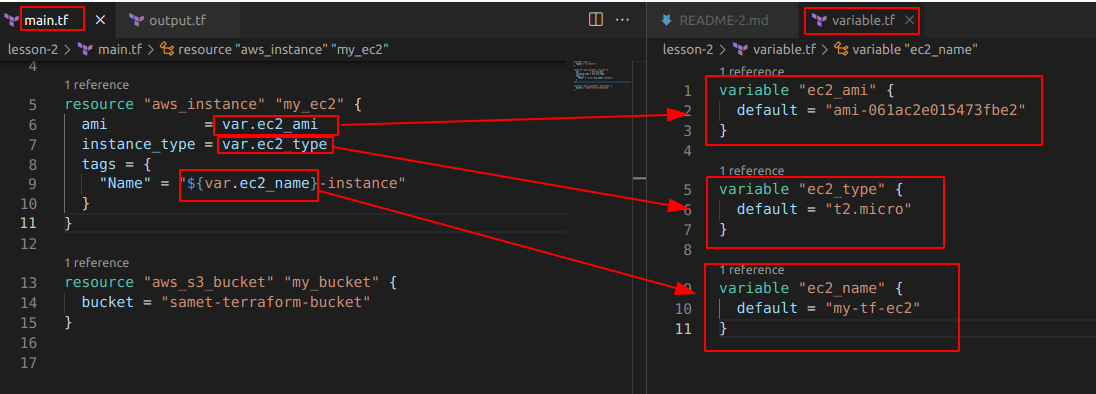 main.tf
output.tf
lesson-2 > main.tf > resource "aws_instance" "my_ec2"
4
1 reference
5 resource "aws_instance" "my_ec2" {
6 ami = var.ec2_ami
7 instance_type = var.ec2_type
8 tags = {
9 "Name" = "${var.ec2_name}-instance"
10 }
11 }
12
1 reference
13 resource "aws_s3_bucket" "my_bucket" {
14 bucket = "samet-terraform-bucket"
15 }
16
17
README-2.md
variable.tf
lesson-2 > variable.tf > variable "ec2_name"
1 reference
1 variable "ec2_ami" {
2 default = "ami-061ac2e015473fbe2"
3 }
4
1 reference
5 variable "ec2_type" {
6 default = "t2.micro"
7 }
8
1 reference
9 variable "ec2_name" {
10 default = "my-tf-ec2"
11 }